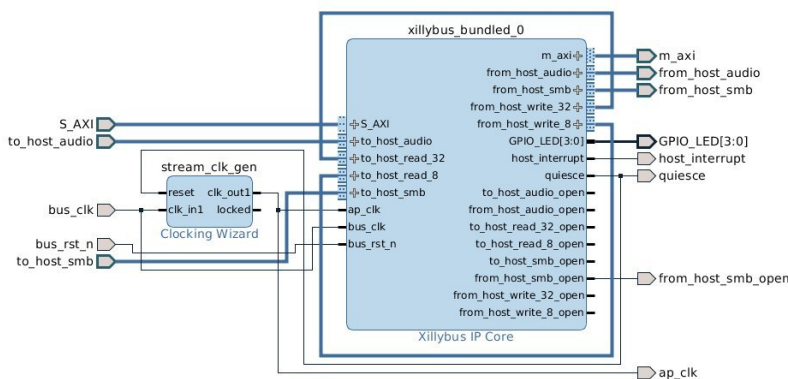 xillybus_bundled_0
m_axi
from_host_audio
from_host_smb
from_host_write_32
from_host_write_8
GPIO_LED[3:0]
host_interrupt
quiesce
to_host_audio_open
from_host_audio_open
to_host_read_32_open
to_host_read_8_open
to_host_smb_open
from_host_smb_open
from_host_write_32_open
from_host_write_8_open
S_AXI
to_host_audio
to_host_read_32
to_host_read_8
to_host_smb
ap_clk
bus_clk
bus_rst_n
Xillybus IP Core
S_AXI
to_host_audio
stream_clk_gen
reset
clk_out1
clk_in1
locked
Clocking Wizard
bus_clk
bus_rst_n
to_host_smb
m_axi
from_host_audio
from_host_smb
GPIO_LED[3:0]
host_interrupt
quiesce
from_host_smb_open
ap_clk